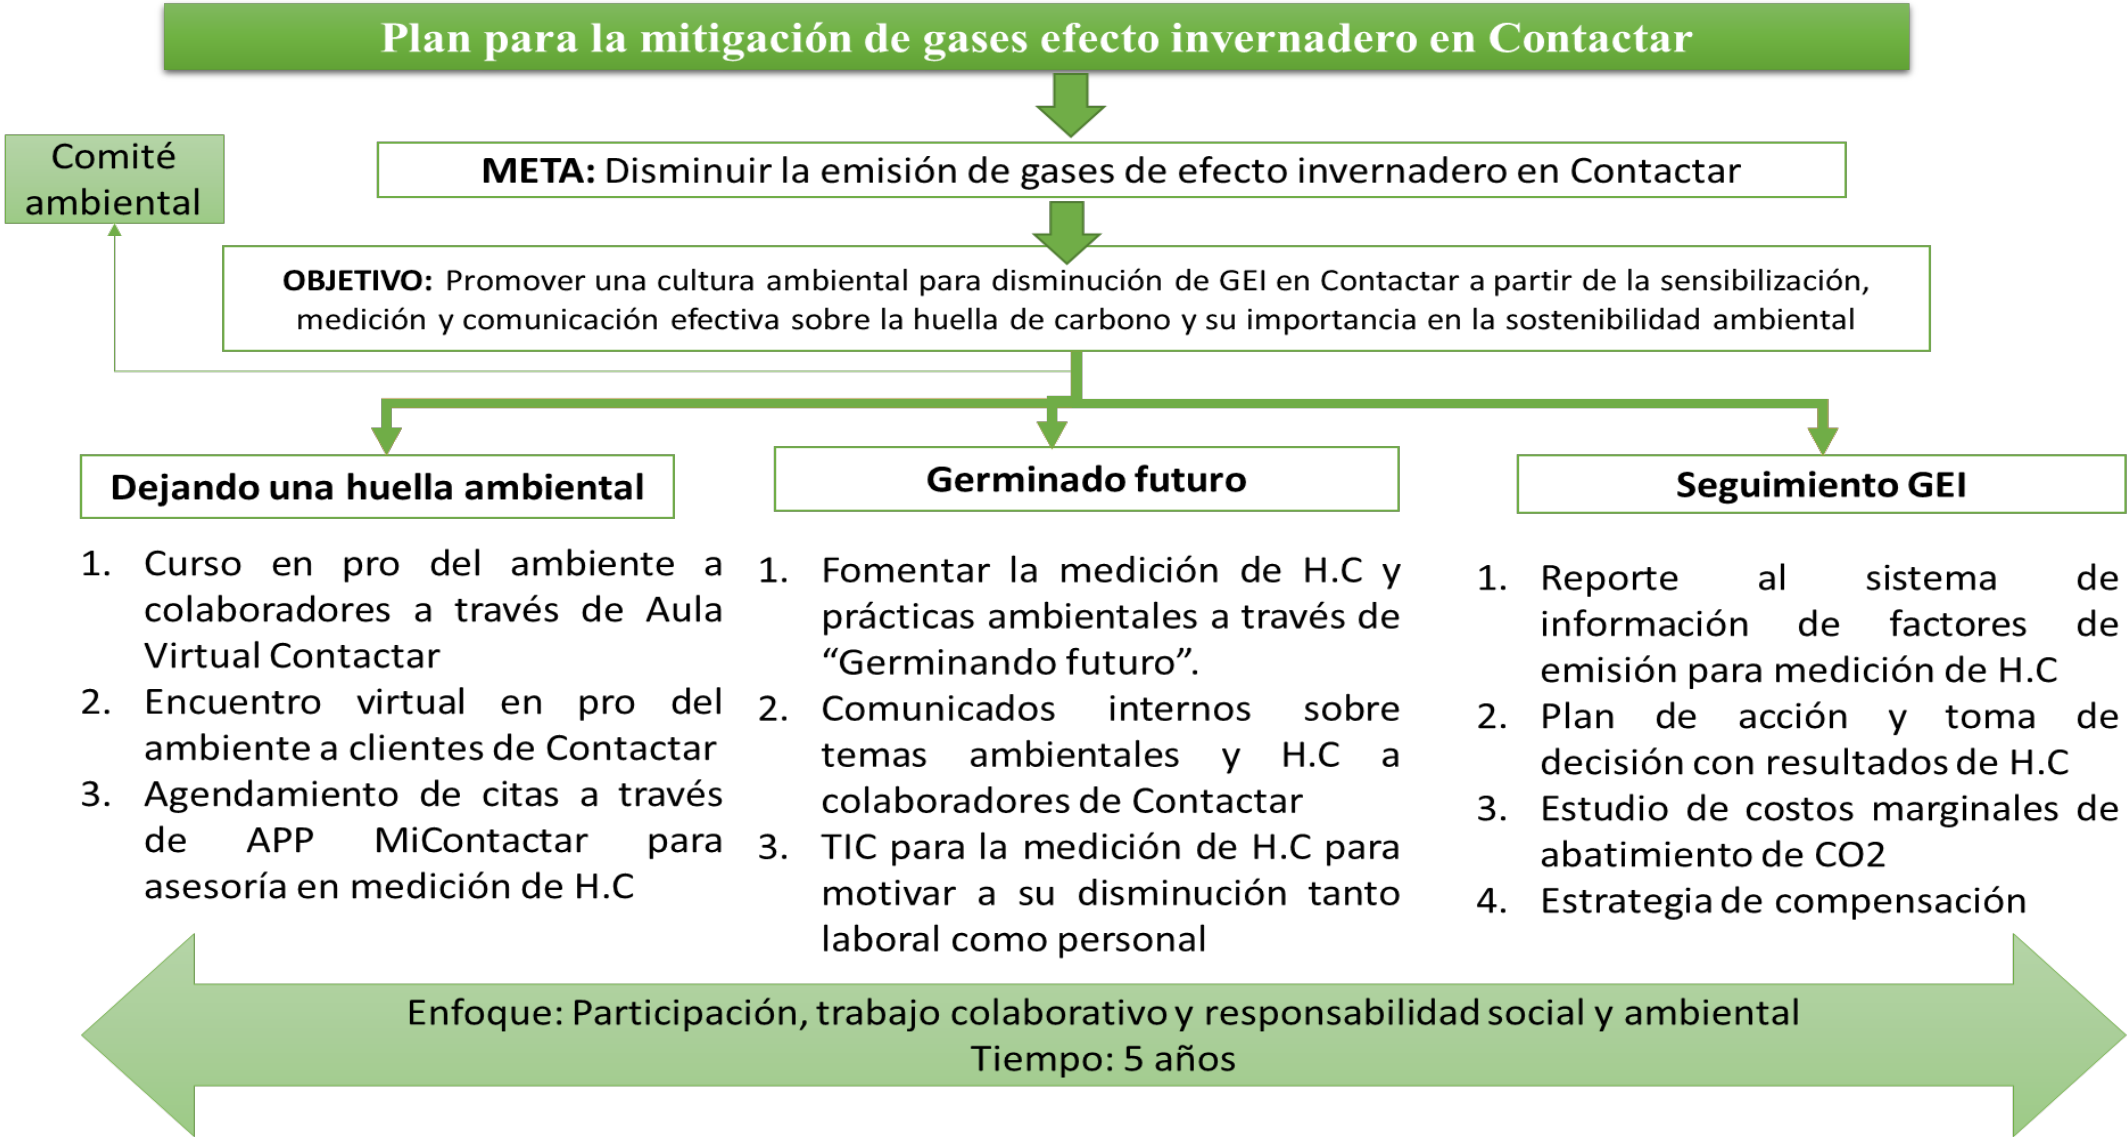 Plan para la mitigación de gases efecto invernadero en Contactar
Comité
ambiental
META: Disminuir la emisión de gases de efecto invernadero en Contactar
OBJETIVO: Promover una cultura ambiental para disminución de GEI en Contactar a partir de la sensibilización,
medición y comunicación efectiva sobre la huella de carbono y su importancia en la sostenibilidad ambiental
Dejando una huella ambiental
1. Curso en pro del ambiente a
colaboradores a través de Aula
Virtual Contactar
2. Encuentro virtual en pro del
ambiente a clientes de Contactar
3. Agendamiento de citas a través
de APP MiContactar para
asesoría en medición de H.C
Germinado futuro
1. Fomentar la medición de H.C y
prácticas ambientales a través de
“Germinando futuro”.
2. Comunicados internos sobre
temas ambientales y H.C a
colaboradores de Contactar
3. TIC para la medición de H.C para
motivar a su disminución tanto
laboral como personal
Seguimiento GEI
1. Reporte al sistema de
información de factores de
emisión para medición de H.C
2. Plan de acción y toma de
decisión con resultados de H.C
3. Estudio de costos marginales de
abatimiento de CO2
4. Estrategia de compensación
Enfoque: Participación, trabajo colaborativo y responsabilidad social y ambiental
Tiempo: 5 años